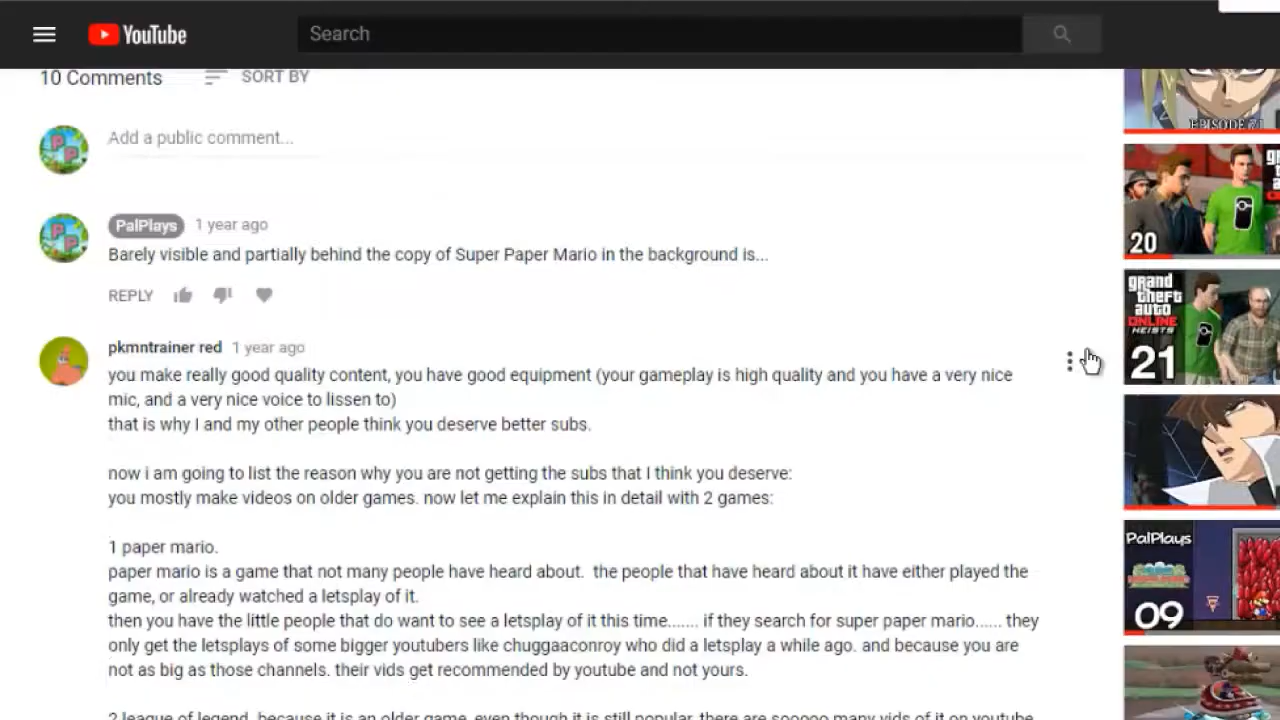 YouTube
Search
10 Comments
SORT BY
Add a public comment...
PalPlays 1 year ago
Barely visible and partially behind the copy of Super Paper Mario in the background is...
REPLY
pkmntrainer red 1 year ago
you make really good quality content, you have good equipment (your gameplay is high quality and you have a very nice
mic, and a very nice voice to lissen to)
that is why I and my other people think you deserve better subs.
now i am going to list the reason why you are not getting the subs that I think you deserve:
you mostly make videos on older games. now let me explain this in detail with 2 games:
1 paper mario.
paper mario is a game that not many people have heard about. the people that have heard about it have either played the
game, or already watched a letsplay of it.
then you have the little people that do want to see a letsplay of it this time....... if they search for super paper mario...... they
only get the letsplays of some bigger youtubers like chuggaaconroy who did a letsplay a while ago. and because you are
not as big as those channels. their vids get recommended by youtube and not yours.
2 league of legend. because it is an older game, even though it is still popular. there are sooooo many vids of it on youtube
EPISODE 71
20
grand
theft
auto
ONLINE
HEISTS
21
PalPlays
09